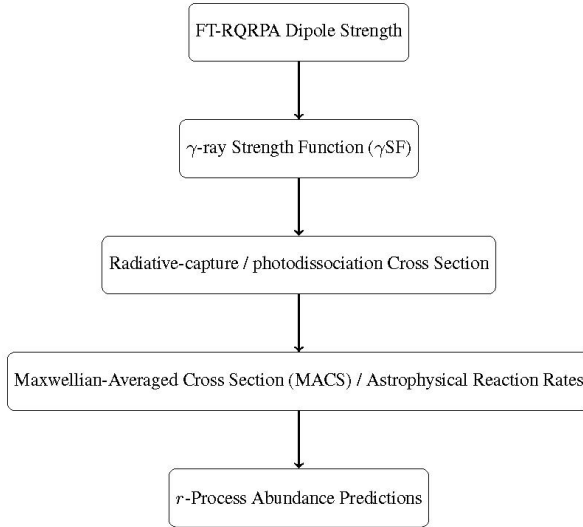 FT-RQRPA Dipole Strength
γ-ray Strength Function (γSF)
Radiative-capture / photodissociation Cross Section
Maxwellian-Averaged Cross Section (MACS) / Astrophysical Reaction Rates
r-Process Abundance Predictions